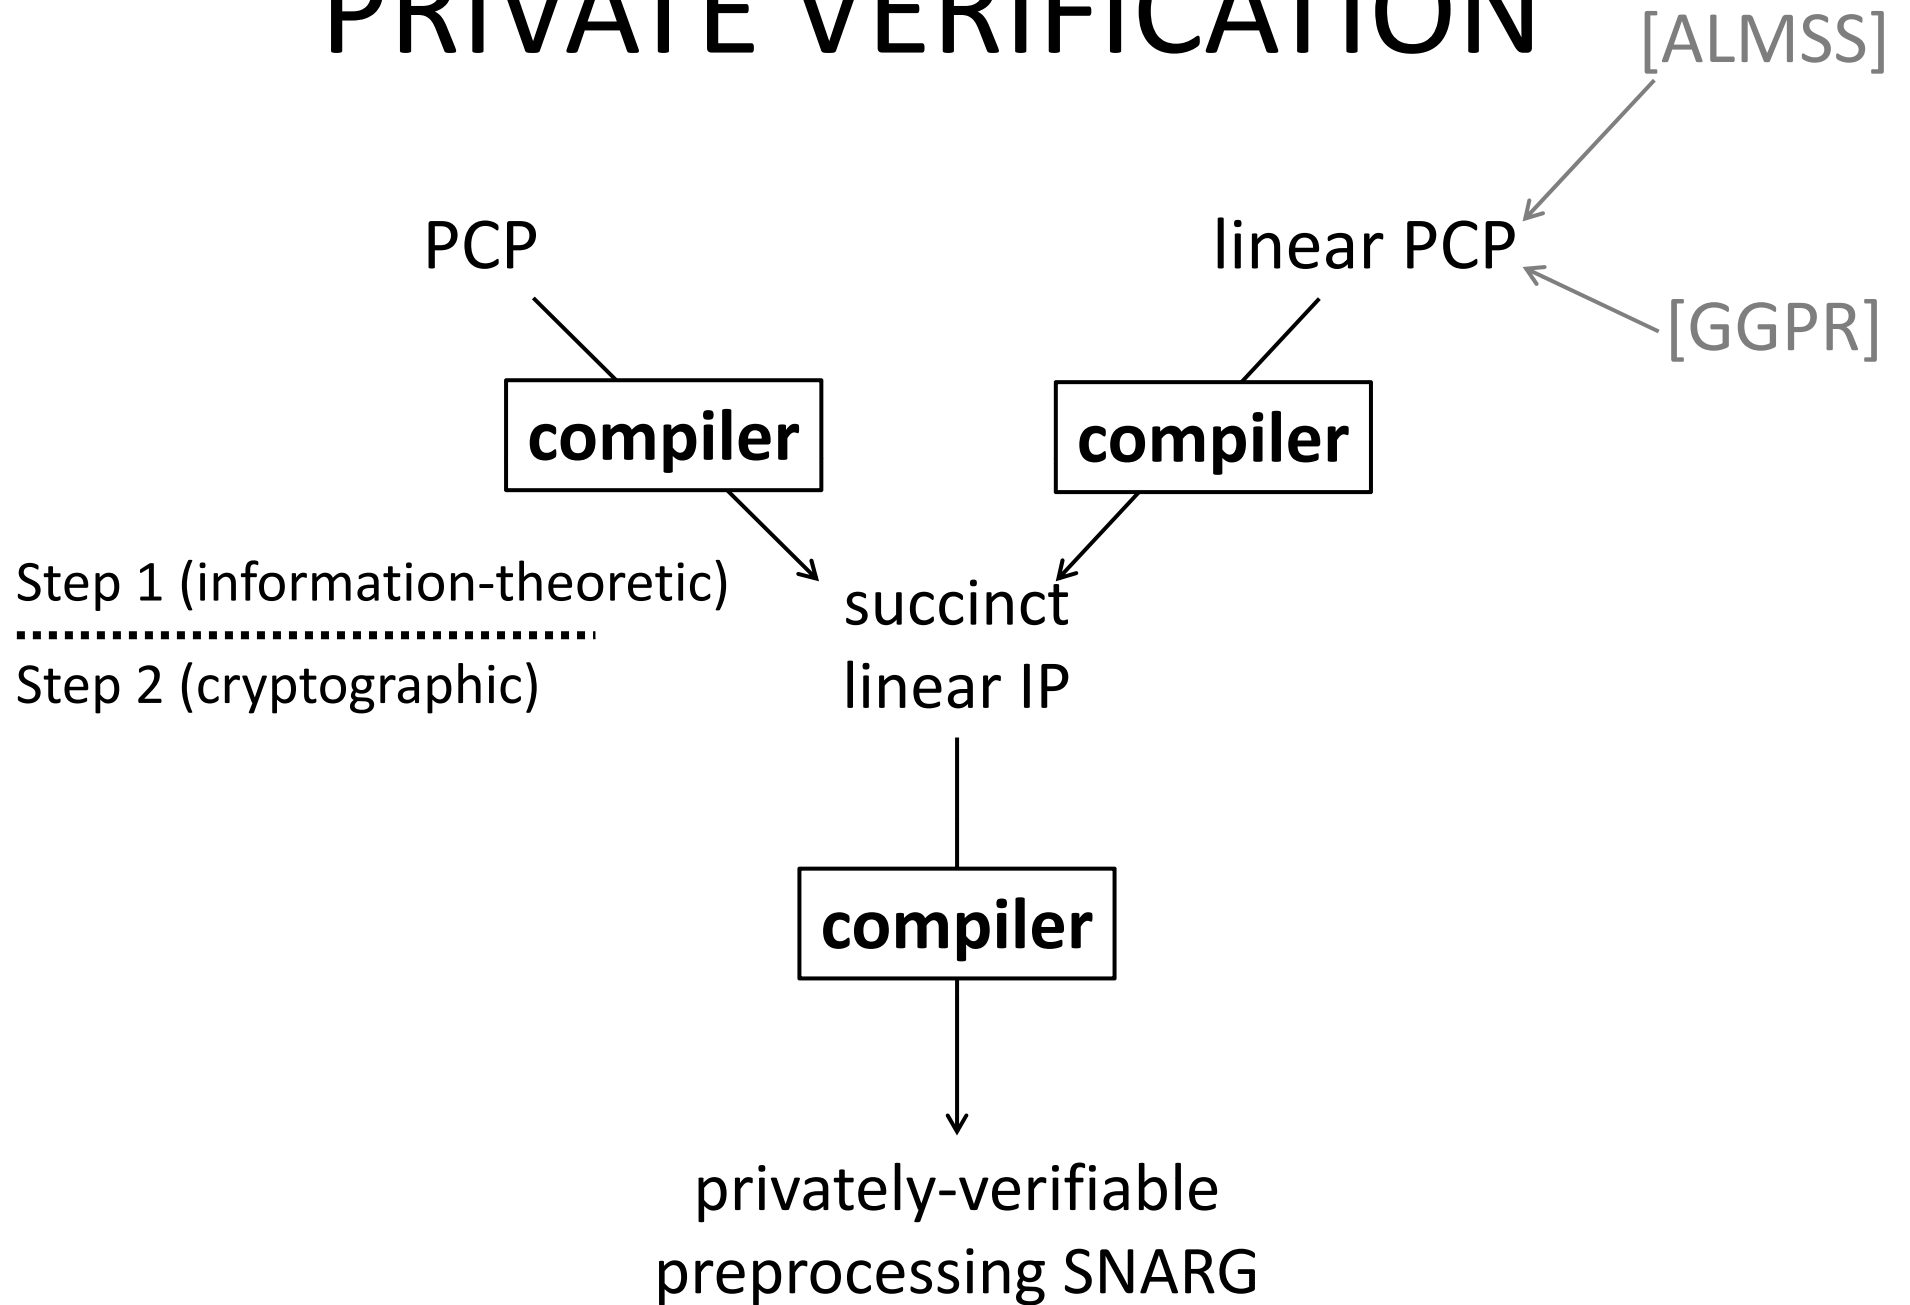 PRIVATE VERIFICATION
[ALMSS]
PCP
linear PCP
[GGPR]
compiler
compiler
Step 1 (information-theoretic)
succinct
linear IP
Step 2 (cryptographic)
compiler
privately-verifiable
preprocessing SNARG